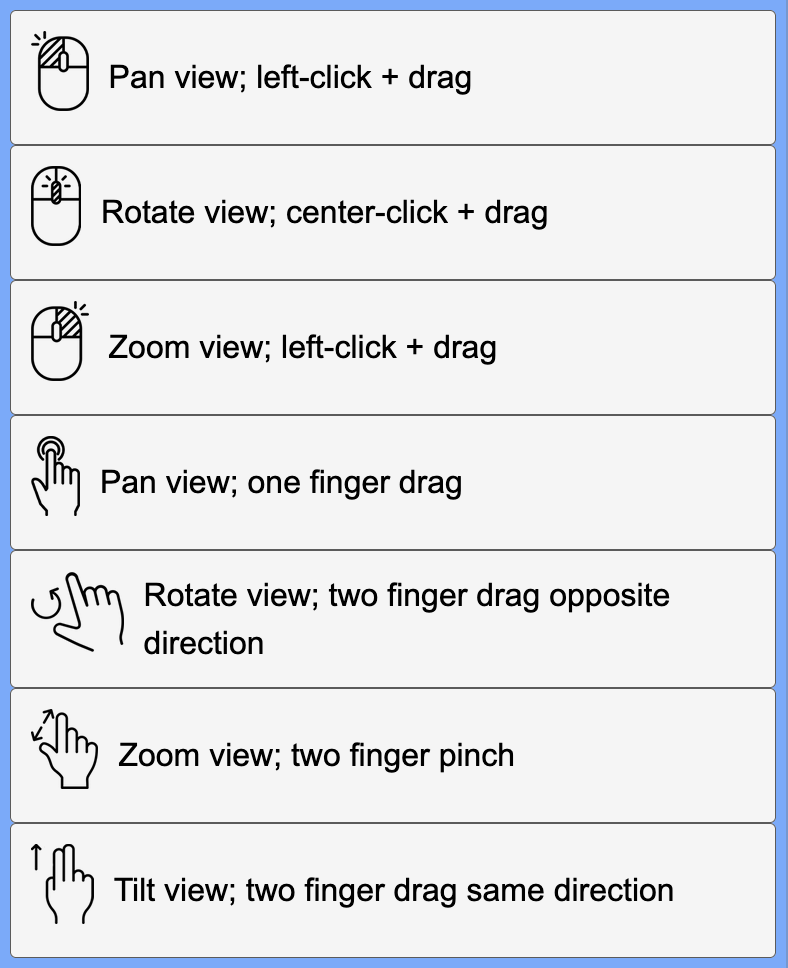 Pan view; left-click + drag
Rotate view; center-click + drag
Zoom view; left-click + drag
Pan view; one finger drag
Rotate view; two finger drag opposite
direction
Zoom view; two finger pinch
Tilt view; two finger drag same direction